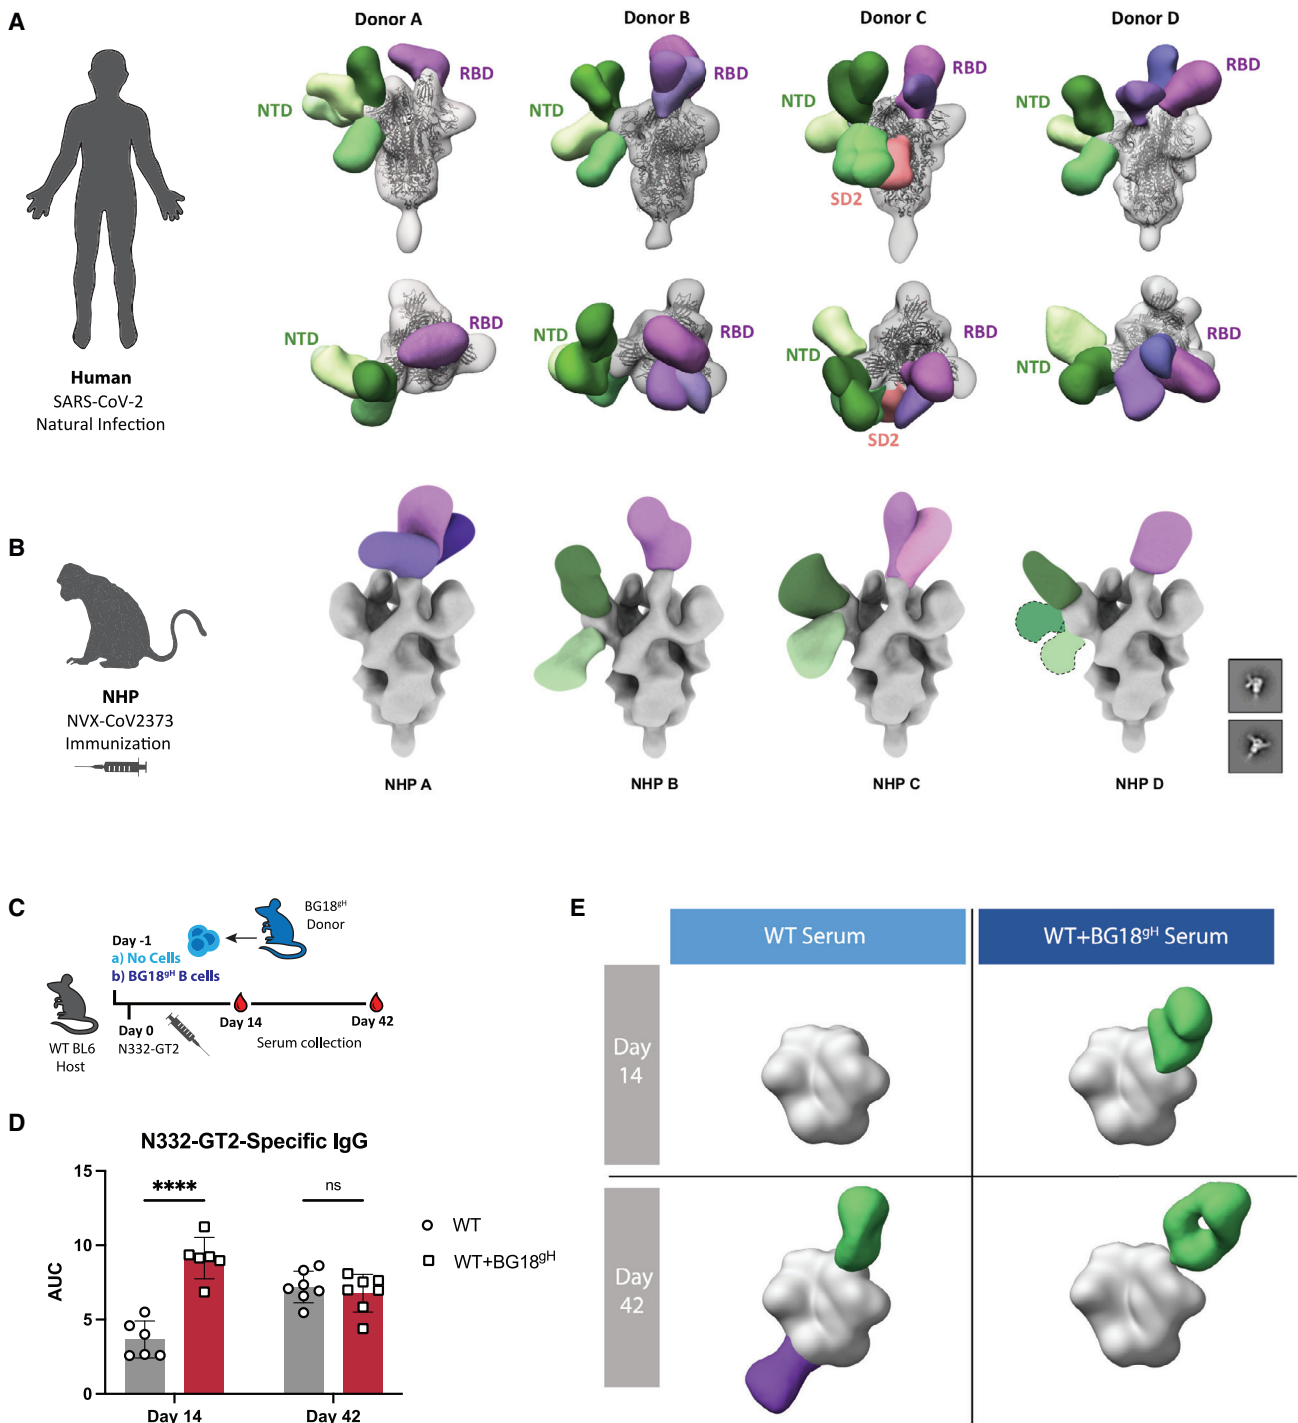 A
Donor A
Donor B
Donor C
Donor D
NTD
RBD
NTD
RBD
NTD
RBD
SD2
NTD
RBD
NTD
RBD
NTD
RBD
NTD
RBD
SD2
NTD
RBD
Human
SARS-CoV-2
Natural Infection
B
NHP
NVX-CoV2373
Immunization
NHP A
NHP B
NHP C
NHP D
C
BG18gH
Donor
Day -1
a) No Cells
b) BG18gH B cells
Day 0
N332-GT2
Day 14
Day 42
Serum collection
WT BL6
Host
D
N332-GT2-Specific IgG
AUC
15
10
5
0
****
ns
WT
WT+BG18gH
Day 14
Day 42
E
WT Serum
WT+BG18gH Serum
Day
14
Day
42